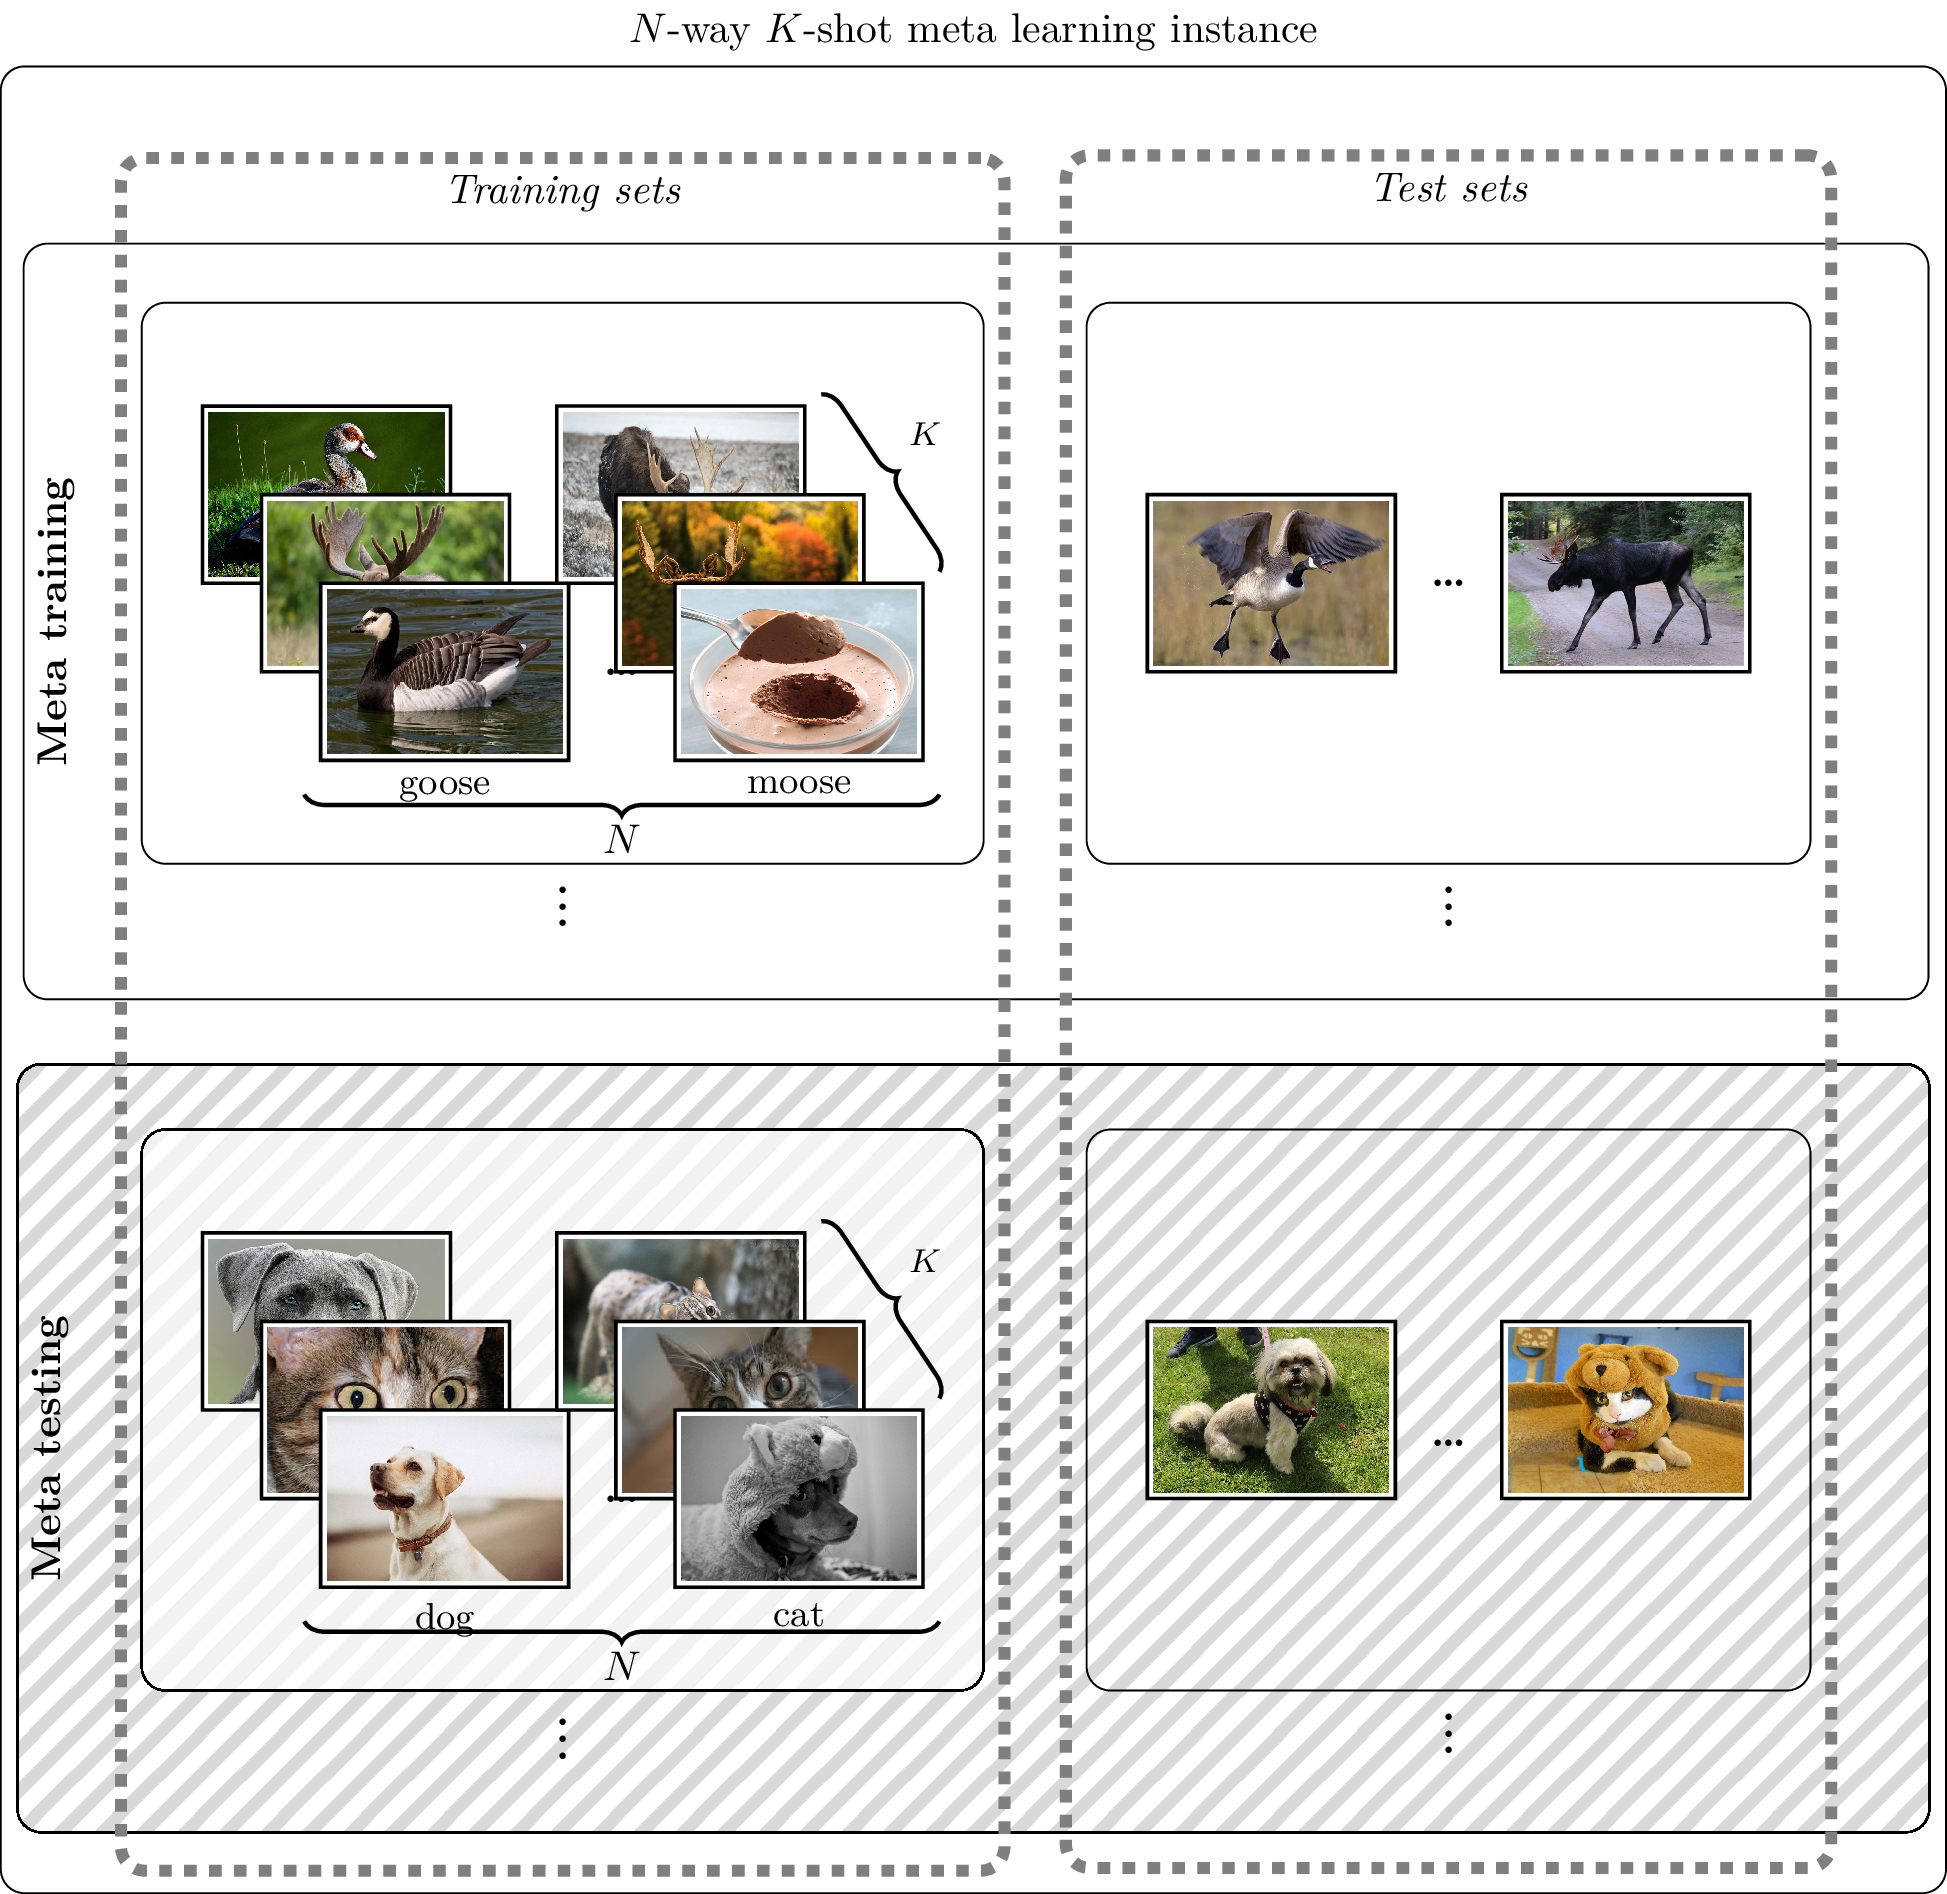 N-way K-shot meta learning instance
Training sets
Test sets
Meta training
K
...
...
goose
moose
N
⋮
⋮
Meta testing
K
...
...
dog
cat
N
⋮
⋮